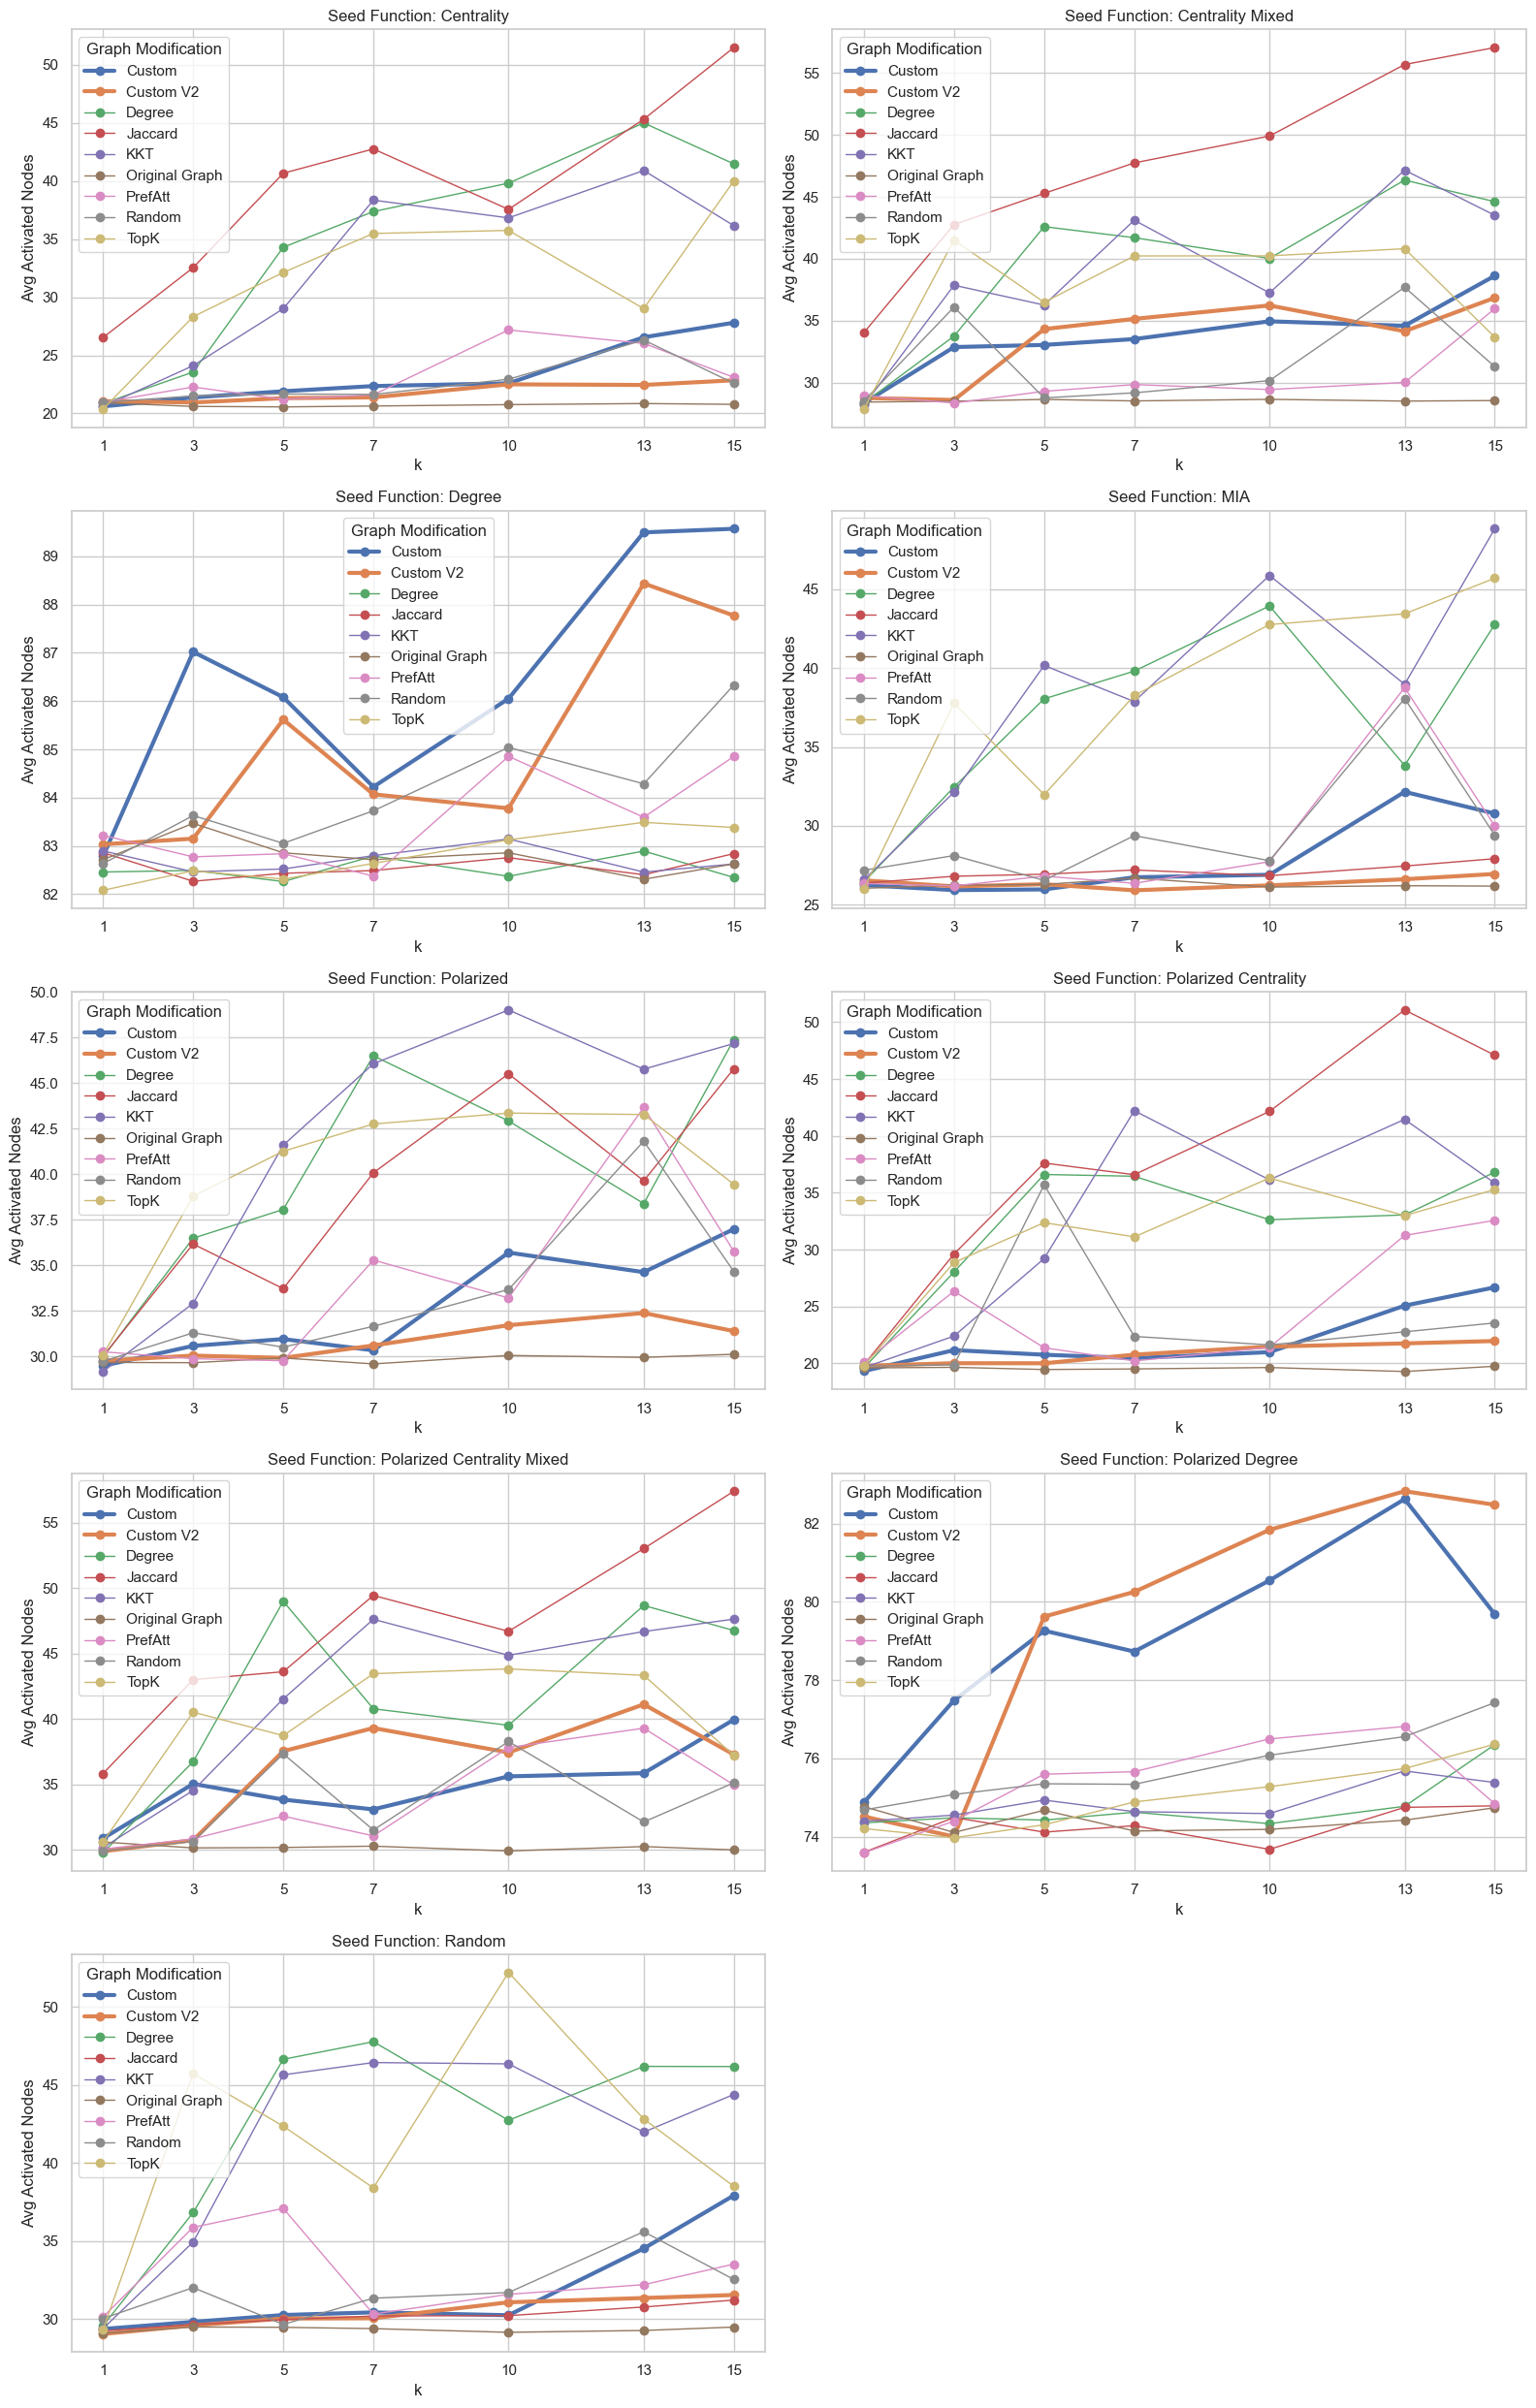 Seed Function: Centrality
Avg Activated Nodes
50
45
40
35
30
25
20
Graph Modification
Custom
Custom V2
Degree
Jaccard
KKT
Original Graph
PrefAtt
Random
TopK
1 3 5 7 10 13 15
k
Seed Function: Centrality Mixed
Avg Activated Nodes
55
50
45
40
35
30
Graph Modification
Custom
Custom V2
Degree
Jaccard
KKT
Original Graph
PrefAtt
Random
TopK
1 3 5 7 10 13 15
k
Seed Function: Degree
Avg Activated Nodes
89
88
87
86
85
84
83
82
Graph Modification
Custom
Custom V2
Degree
Jaccard
KKT
Original Graph
PrefAtt
Random
TopK
1 3 5 7 10 13 15
k
Seed Function: MIA
Avg Activated Nodes
45
40
35
30
25
Graph Modification
Custom
Custom V2
Degree
Jaccard
KKT
Original Graph
PrefAtt
Random
TopK
1 3 5 7 10 13 15
k
Seed Function: Polarized
Avg Activated Nodes
50.0
47.5
45.0
42.5
40.0
37.5
35.0
32.5
30.0
Graph Modification
Custom
Custom V2
Degree
Jaccard
KKT
Original Graph
PrefAtt
Random
TopK
1 3 5 7 10 13 15
k
Seed Function: Polarized Centrality
Avg Activated Nodes
50
45
40
35
30
25
20
Graph Modification
Custom
Custom V2
Degree
Jaccard
KKT
Original Graph
PrefAtt
Random
TopK
1 3 5 7 10 13 15
k
Seed Function: Polarized Centrality Mixed
Avg Activated Nodes
55
50
45
40
35
30
Graph Modification
Custom
Custom V2
Degree
Jaccard
KKT
Original Graph
PrefAtt
Random
TopK
1 3 5 7 10 13 15
k
Seed Function: Polarized Degree
Avg Activated Nodes
82
80
78
76
74
Graph Modification
Custom
Custom V2
Degree
Jaccard
KKT
Original Graph
PrefAtt
Random
TopK
1 3 5 7 10 13 15
k
Seed Function: Random
Avg Activated Nodes
50
45
40
35
30
Graph Modification
Custom
Custom V2
Degree
Jaccard
KKT
Original Graph
PrefAtt
Random
TopK
1 3 5 7 10 13 15
k